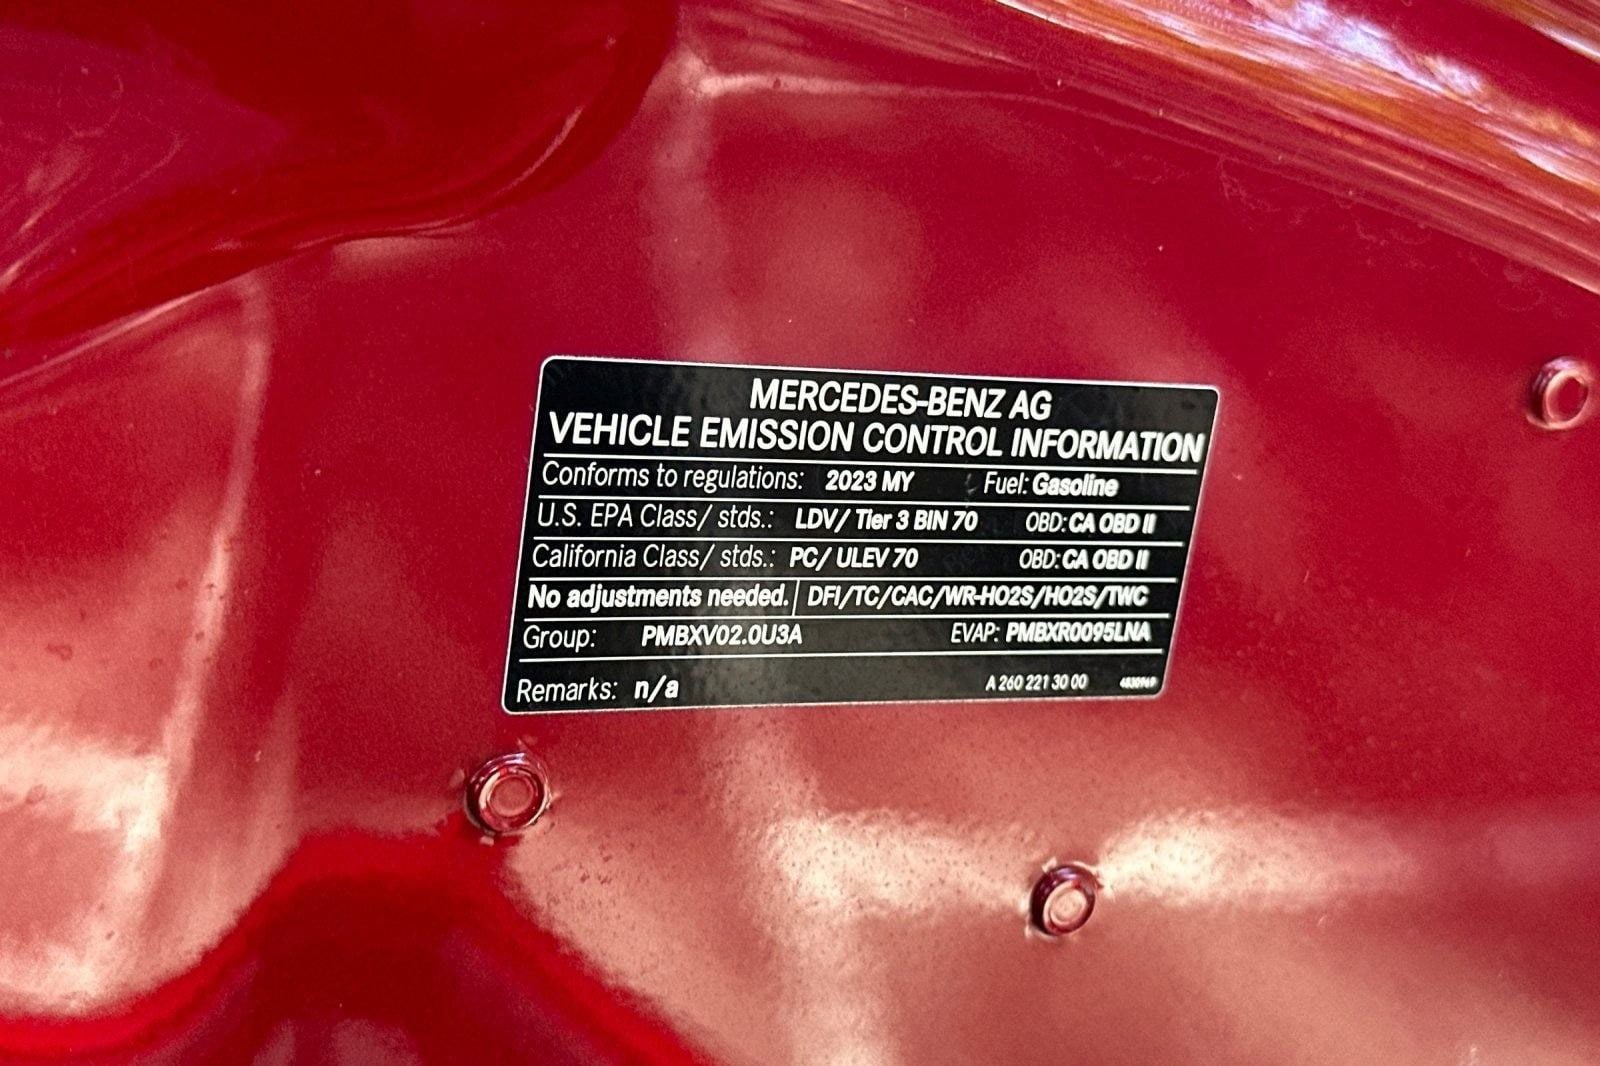 MERCEDES-BENZ AG
VEHICLE EMISSION CONTROL INFORMATION
Conforms to regulations: 2023 MY Fuel: Gasoline
U.S. EPA Class/ stds.: LDV/ Tier 3 BIN 70 OBD: CA OBD II
California Class/ stds.: PC/ ULEV 70 OBD: CA OBD II
No adjustments needed. DFI/TC/CAC/WR-HO2S/HO2S/TWC
Group: PMBXV02.0U3A EVAP: PMBXR0095LNA
Remarks: n/a A 260 221 30 00